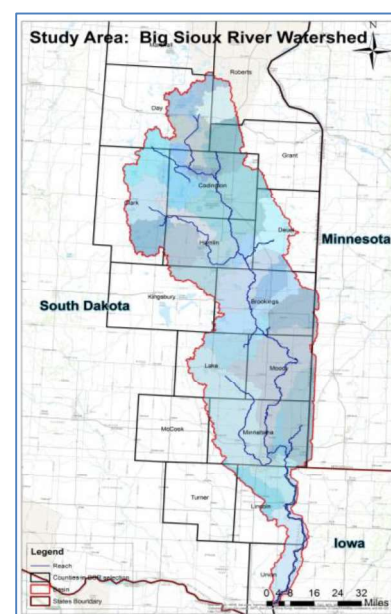 Study Area: Big Sioux River Watershed
Roberts
Day
Grant
Codington
Clark
Deuel
Minnesota
Hamlin
South Dakota
Kingsbury
Brookings
Lake
Moody
McCook
Minnehaha
Turner
Lincoln
Iowa
Union
Legend
Reach
Basin
States Boundary
0 4 8 16 24 32
Miles